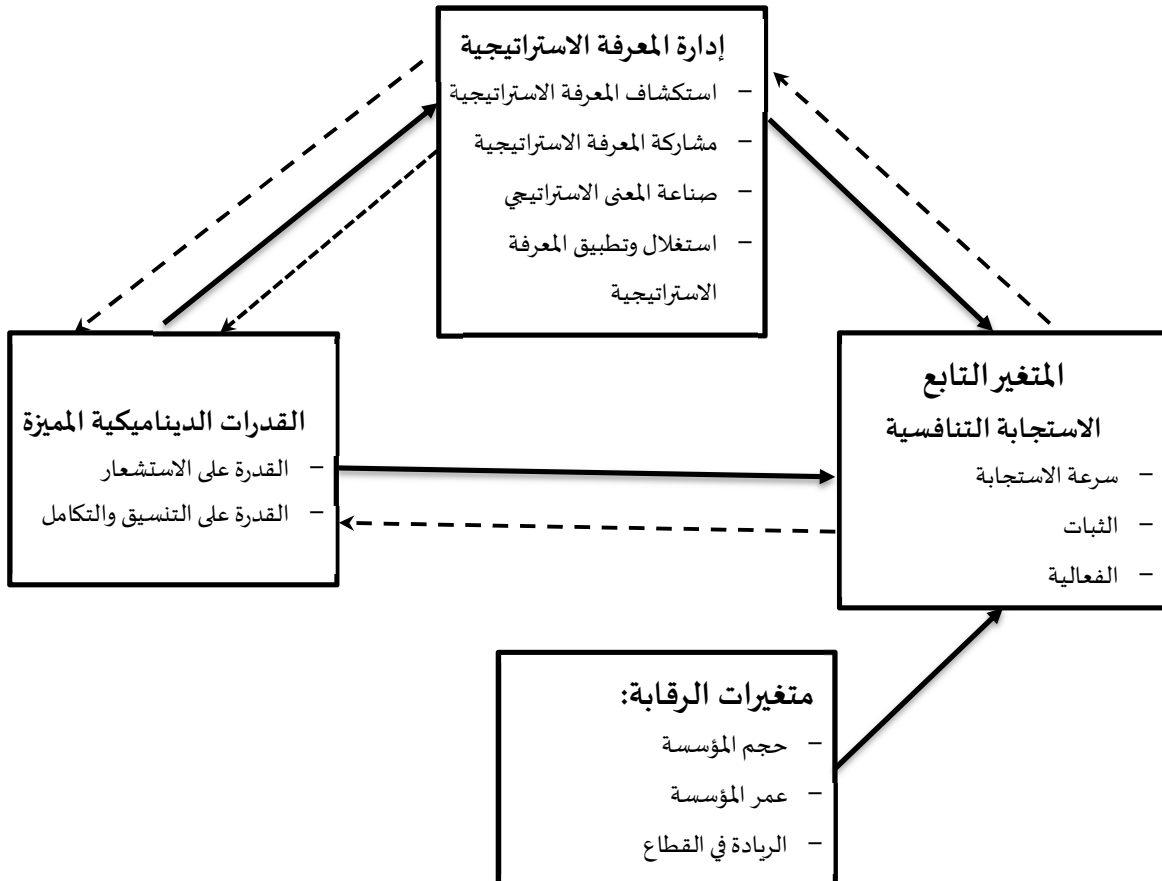 إدارة المعرفة الاستراتيجية
– استكشاف المعرفة الاستراتيجية
– مشاركة المعرفة الاستراتيجية
– صناعة المعنى الاستراتيجي
– استغلال وتطبيق المعرفة
الاستراتيجية
القدرات الديناميكية المميزة
– القدرة على الاستشعار
– القدرة على التنسيق والتكامل
المتغير التابع
الاستجابة التنافسية
– سرعة الاستجابة
– الثبات
– الفعالية
متغيرات الرقابة:
– حجم المؤسسة
– عمر المؤسسة
– الريادة في القطاع